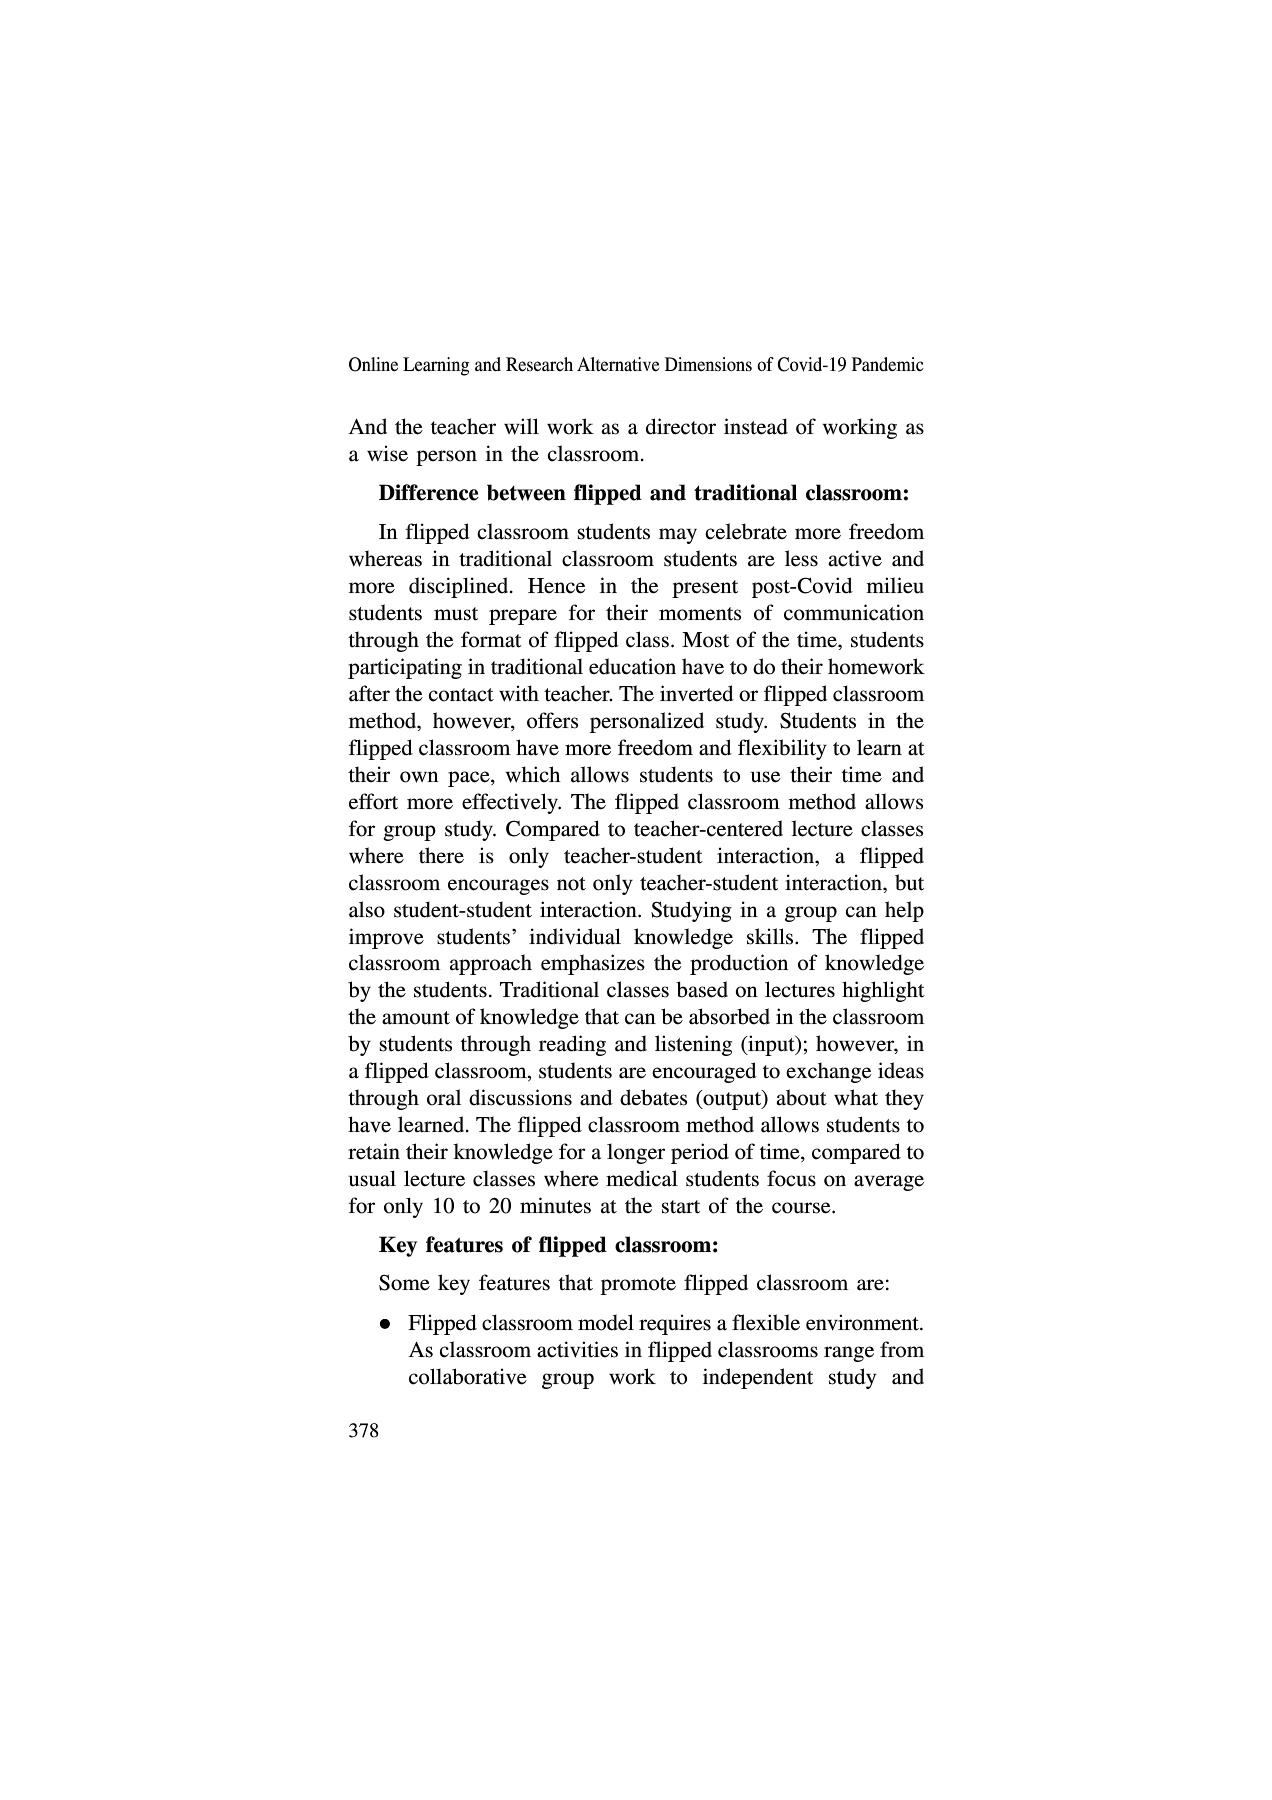 Online Learning and Research Alternative Dimensions of Covid-19 Pandemic
And the teacher will work as a director instead of working as
a wise person in the classroom.
Difference between flipped and traditional classroom:
In flipped classroom students may celebrate more freedom
whereas in traditional classroom students are less active and
more disciplined. Hence in the present post-Covid milieu
students must prepare for their moments of communication
through the format of flipped class. Most of the time, students
participating in traditional education have to do their homework
after the contact with teacher. The inverted or flipped classroom
method, however, offers personalized study. Students in the
flipped classroom have more freedom and flexibility to learn at
their own pace, which allows students to use their time and
effort more effectively. The flipped classroom method allows
for group study. Compared to teacher-centered lecture classes
where there is only teacher-student interaction, a flipped
classroom encourages not only teacher-student interaction, but
also student-student interaction. Studying in a group can help
improve students’ individual knowledge skills. The flipped
classroom approach emphasizes the production of knowledge
by the students. Traditional classes based on lectures highlight
the amount of knowledge that can be absorbed in the classroom
by students through reading and listening (input); however, in
a flipped classroom, students are encouraged to exchange ideas
through oral discussions and debates (output) about what they
have learned. The flipped classroom method allows students to
retain their knowledge for a longer period of time, compared to
usual lecture classes where medical students focus on average
for only 10 to 20 minutes at the start of the course.
Key features of flipped classroom:
Some key features that promote flipped classroom are:
● Flipped classroom model requires a flexible environment.
As classroom activities in flipped classrooms range from
collaborative group work to independent study and
378